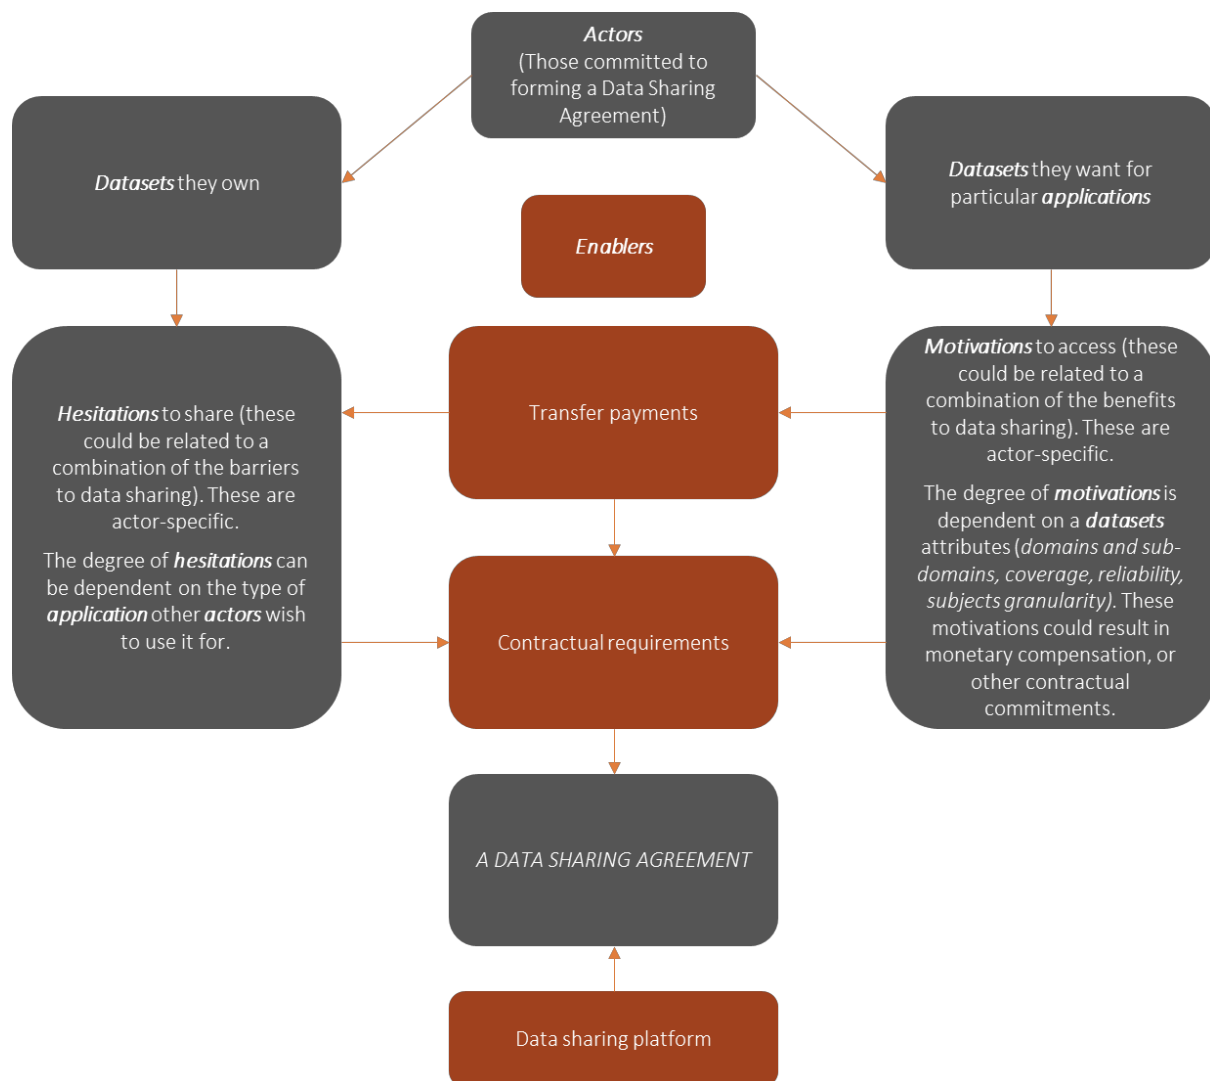 Actors
(Those committed to
forming a Data Sharing
Agreement)
Datasets they own
Datasets they want for
particular applications
Enablers
Hesitations to share (these
could be related to a
combination of the barriers
to data sharing). These are
actor-specific.
The degree of hesitations can
be dependent on the type of
application other actors wish
to use it for.
Transfer payments
Motivations to access (these
could be related to a
combination of the benefits
to data sharing). These are
actor-specific.
The degree of motivations is
dependent on a datasets
attributes (domains and sub-
domains, coverage, reliability,
subjects granularity). These
motivations could result in
monetary compensation, or
other contractual
commitments.
Contractual requirements
A DATA SHARING AGREEMENT
Data sharing platform